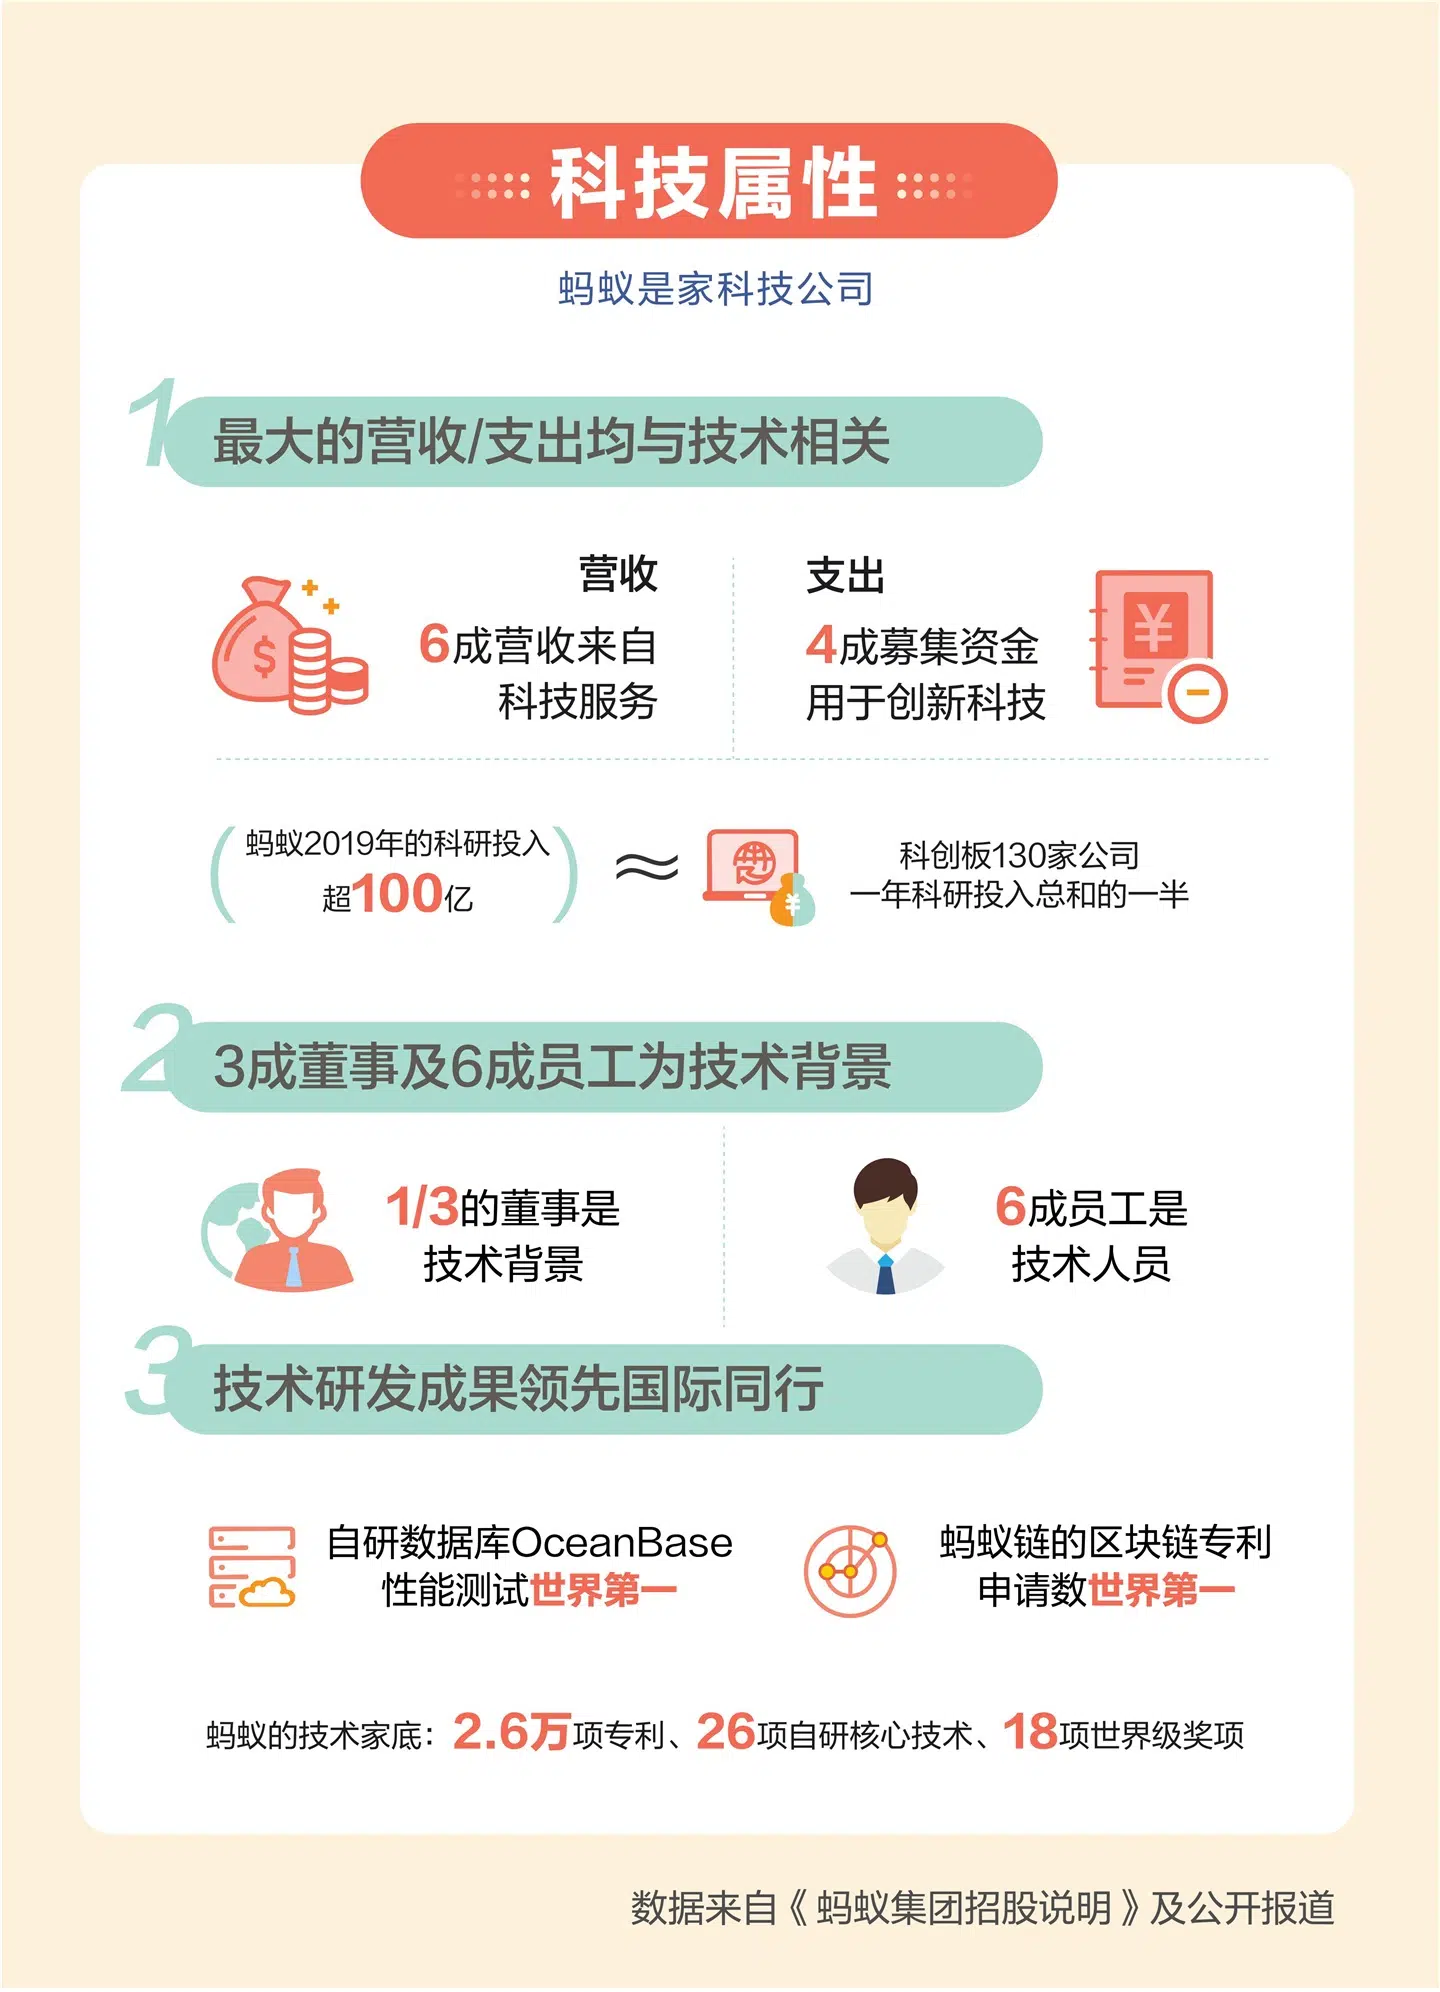 科技属性
蚂蚁是家科技公司
1
最大的营收/支出均与技术相关
营收
6成营收来自
科技服务
$
支出
4成募集资金
用于创新科技
¥
蚂蚁2019年的科研投入
超100亿
≈
¥
科创板130家公司
一年科研投入总和的一半
2
3成董事及6成员工为技术背景
1/3的董事是
技术背景
6成员工是
技术人员
3
技术研发成果领先国际同行
自研数据库OceanBase
性能测试世界第一
蚂蚁链的区块链专利
申请数世界第一
蚂蚁的技术家底：2.6万项专利、26项自研核心技术、18项世界级奖项
数据来自《蚂蚁集团招股说明》及公开报道